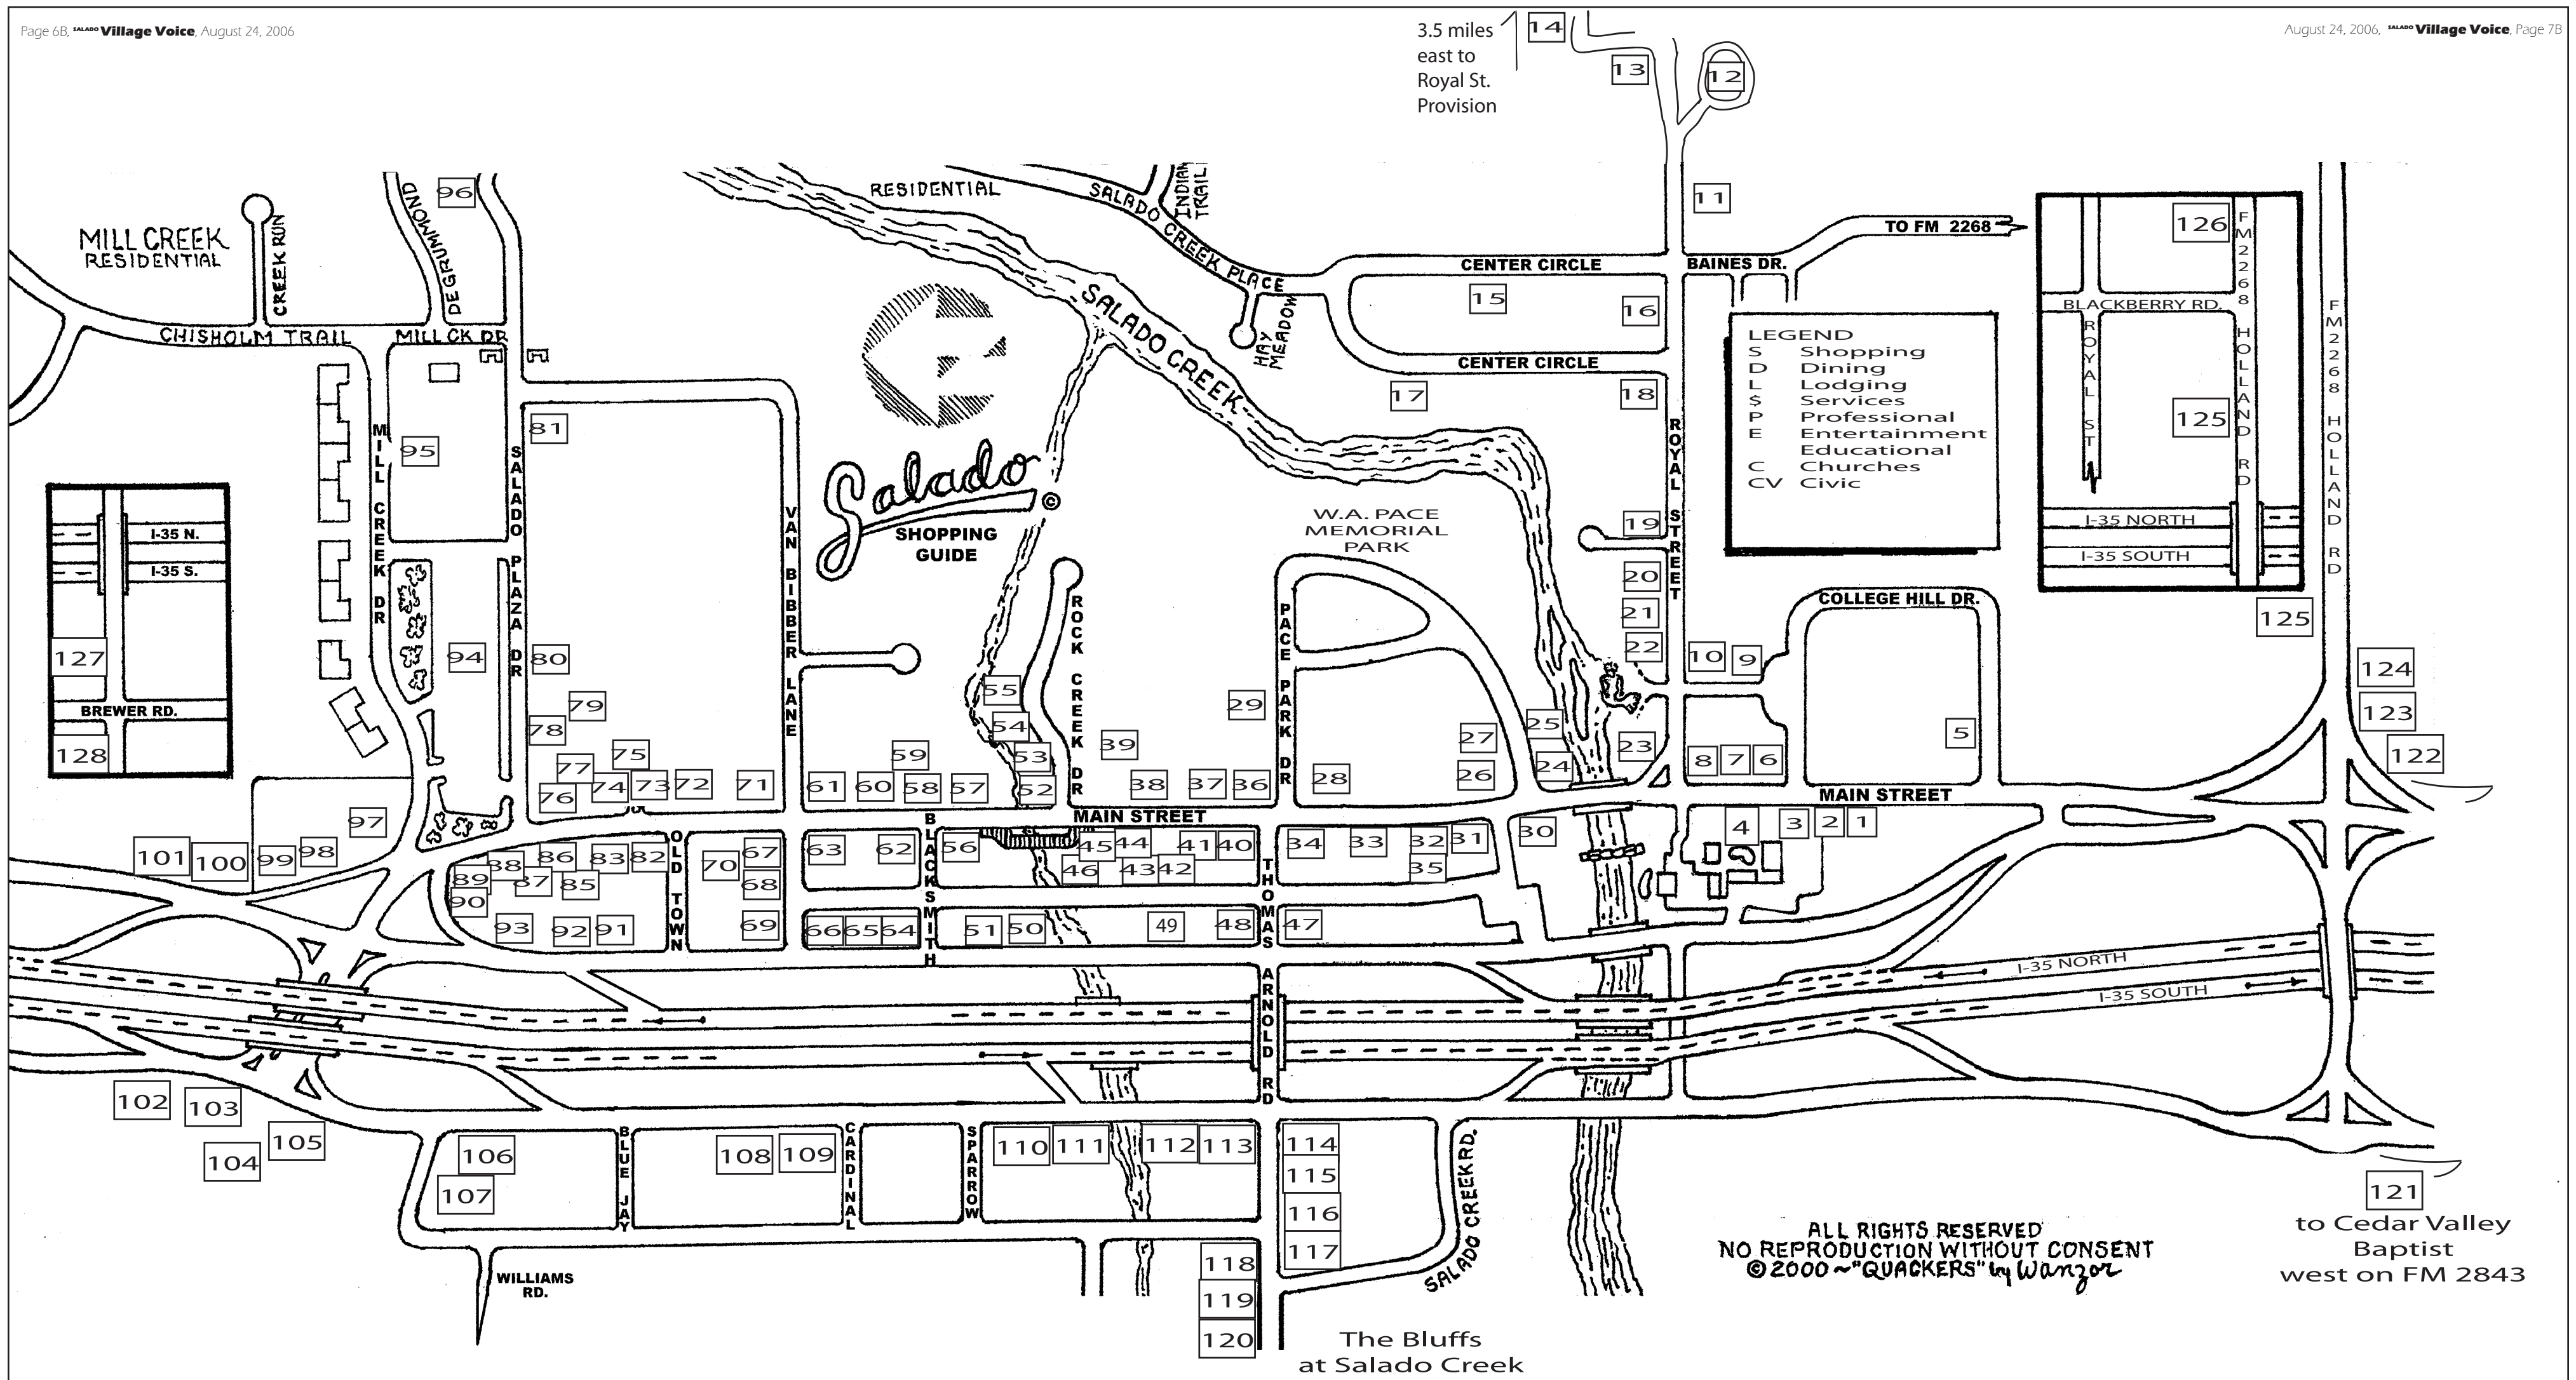 Page 6B, SALADO Village Voice, August 24, 2006
August 24, 2006, SALADO Village Voice, Page 7B
3.5 miles
east to
Royal St.
Provision
14
13
12
11
RESIDENTIAL
SALADO CREEK PLACE
INDIAN
TRAIL
96
MILL CREEK
RESIDENTIAL
CREEK RUN
DEGRUMMOND
CHISHOLM TRAIL
MILL CK DR
TO FM 2268
CENTER CIRCLE
BAINES DR.
15
16
HAY
MEADOW
SALADO CREEK
CENTER CIRCLE
17
18
LEGEND
S Shopping
D Dining
L Lodging
$ Services
P Professional
E Entertainment
Educational
C Churches
CV Civic
126
FM2268 HOLLAND RD
BLACKBERRY RD.
ROYAL ST
125
I-35 NORTH
I-35 SOUTH
FM2268 HOLLAND RD
125
124
123
122
81
95
MILL CREEK DR
SALADO PLAZA DR
VAN BIBBER LANE
Salado ©
SHOPPING
GUIDE
W.A. PACE
MEMORIAL
PARK
ROYAL STREET
19
20
21
22
10
9
COLLEGE HILL DR.
5
I-35 N.
I-35 S.
127
BREWER RD.
128
94
80
79
78
75
77
74
73
72
71
76
61
60
59
58
57
55
54
53
52
ROCK CREEK DR
39
38
37
36
29
PACE PARK DR
28
27
26
25
24
23
8
7
6
MAIN STREET
MAIN STREET
97
98
99
100
101
88
86
83
82
89
87
85
90
93
92
91
OLD TOWN
70
67
68
69
63
62
66
65
64
BLACKSMITH
56
51
50
45
44
41
40
46
43
42
49
48
THOMAS ARNOLD RD
34
33
32
31
35
47
30
4
3
2
1
I-35 NORTH
I-35 SOUTH
102
103
104
105
106
107
BLUE JAY
108
109
CARDINAL
SPARROW
110
111
112
113
114
115
116
117
SALADO CREEK RD.
118
119
120
WILLIAMS
RD.
The Bluffs
at Salado Creek
ALL RIGHTS RESERVED
NO REPRODUCTION WITHOUT CONSENT
© 2000 ~ "QUACKERS" by Wanzor
121
to Cedar Valley
Baptist
west on FM 2843